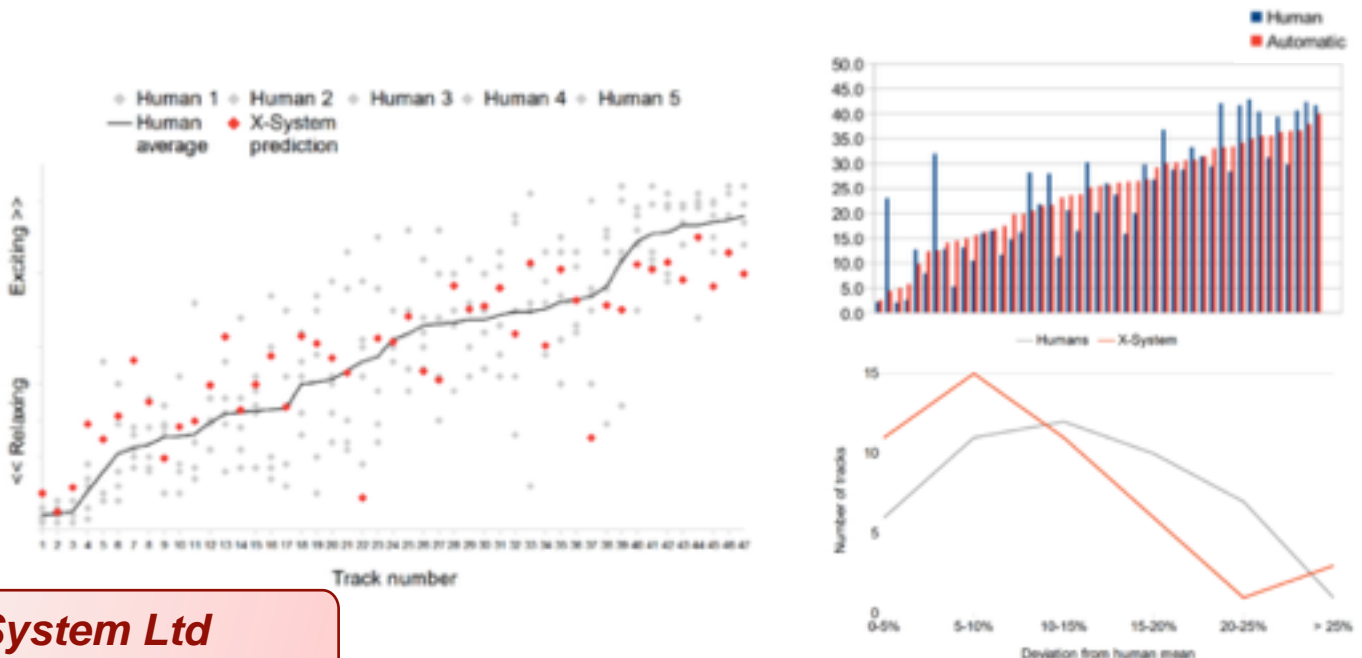 Human 1 Human 2 Human 3 Human 4 Human 5
Human average X-System prediction
Exciting >>
<< Relaxing
1 2 3 4 5 6 7 8 9 10 11 12 13 14 15 16 17 18 19 20 21 22 23 24 25 26 27 28 29 30 31 32 33 34 35 36 37 38 39 40 41 42 43 44 45 46 47
Track number
System Ltd
Human
Automatic
50.0
45.0
40.0
35.0
30.0
25.0
20.0
15.0
10.0
5.0
0.0
Humans X-System
15
10
5
0
Number of tracks
0-5% 5-10% 10-15% 15-20% 20-25% > 25%
Deviation from human mean